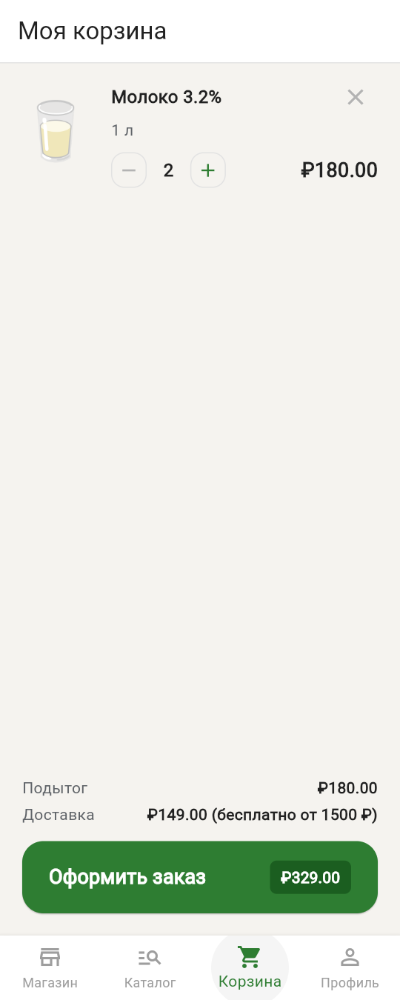 Моя корзина
Молоко 3.2%
1 л
2
₽180.00
Подытог ₽180.00
Доставка ₽149.00 (бесплатно от 1500 ₽)
Оформить заказ ₽329.00
Магазин Каталог Корзина Профиль